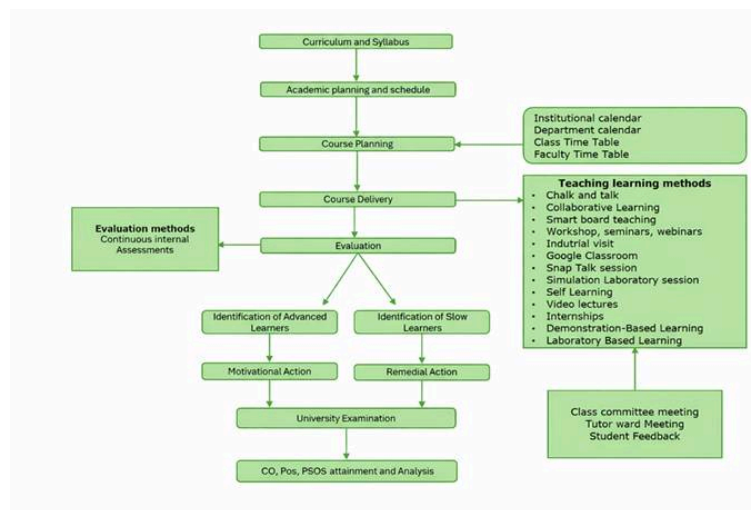 Curriculum and Syllabus
Academic planning and schedule
Institutional calendar
Department calendar
Class Time Table
Faculty Time Table
Course Planning
Teaching learning methods
• Chalk and talk
• Collaborative Learning
• Smart board teaching
• Workshop, seminars, webinars
• Indutrial visit
• Google Classroom
• Snap Talk session
• Simulation Laboratory session
• Self Learning
• Video lectures
• Internships
• Demonstration-Based Learning
• Laboratory Based Learning
Course Delivery
Evaluation methods
Continuous internal
Assessments
Evaluation
Identification of Advanced
Learners
Identification of Slow
Learners
Motivational Action
Remedial Action
Class committee meeting
Tutor ward Meeting
Student Feedback
University Examination
CO, Pos, PSOS attainment and Analysis